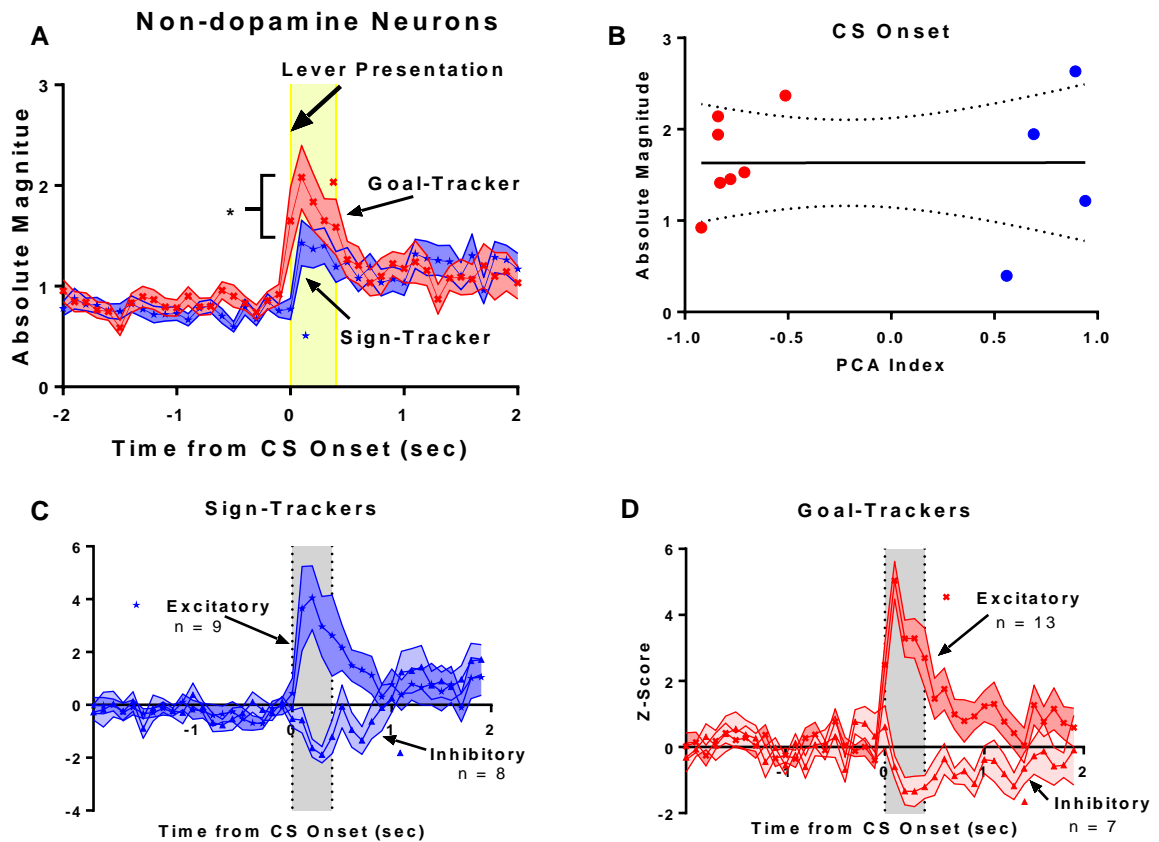 Non-dopamine Neurons
A
Lever Presentation
Absolute Magnitue
3
2
1
0
*
Goal-Tracker
Sign-Tracker
-2
-1
0
1
2
Time from CS Onset (sec)
B
CS Onset
Absolute Magnitude
3
2
1
0
-1.0
-0.5
0.0
0.5
1.0
PCA Index
C
Sign-Trackers
6
4
2
0
-2
-4
Excitatory
n = 9
-1
0
1
2
Inhibitory
n = 8
Time from CS Onset (sec)
D
Goal-Trackers
Z-Score
6
4
2
0
-2
Excitatory
n = 13
-1
0
1
2
Inhibitory
n = 7
Time from CS Onset (sec)